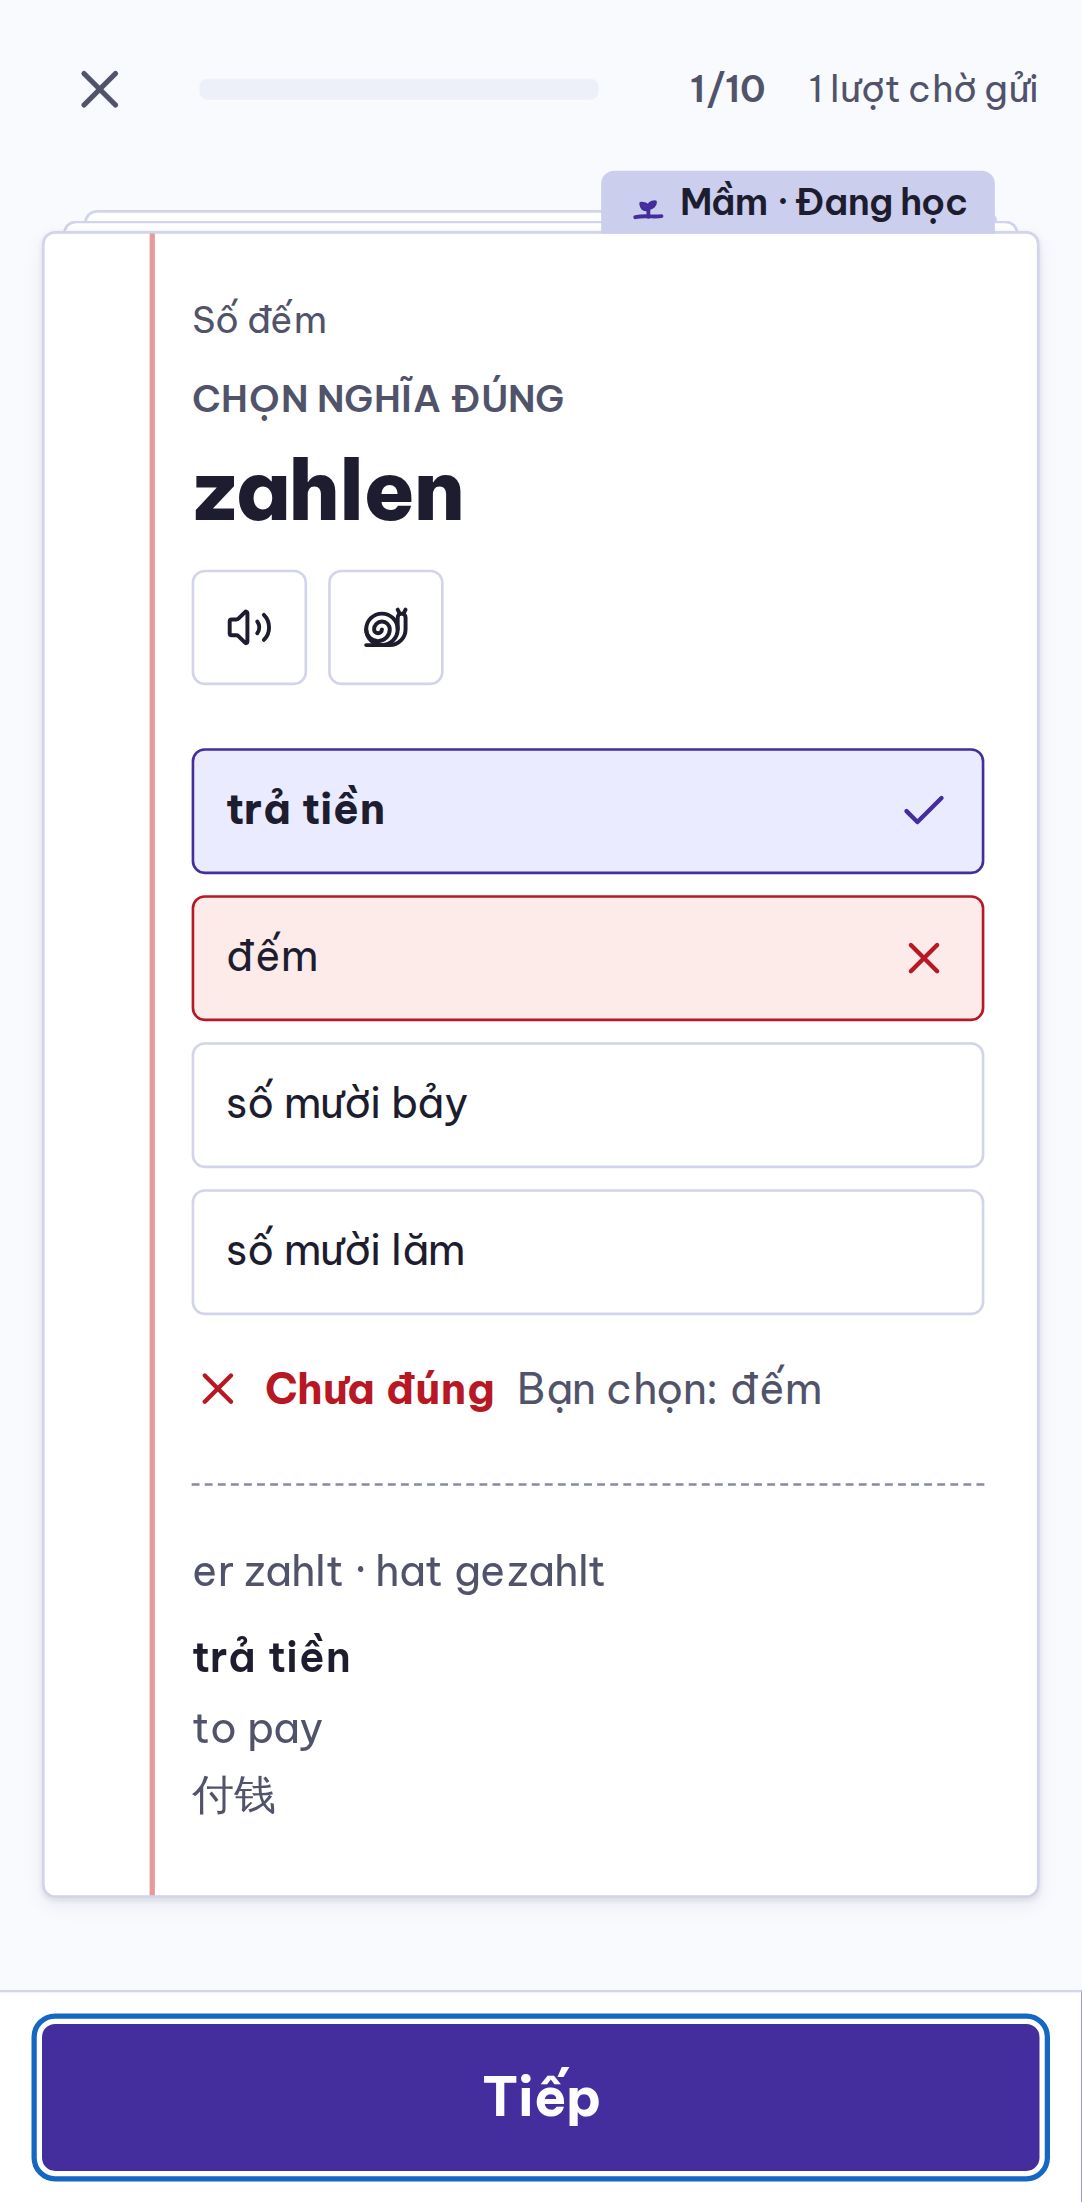 1/10 1 lượt chờ gửi
Mầm · Đang học
Số đếm
CHỌN NGHĨA ĐÚNG
zahlen
trả tiền
đếm
số mười bảy
số mười lăm
Chưa đúng Bạn chọn: đếm
er zahlt · hat gezahlt
trả tiền
to pay
付钱
Tiếp